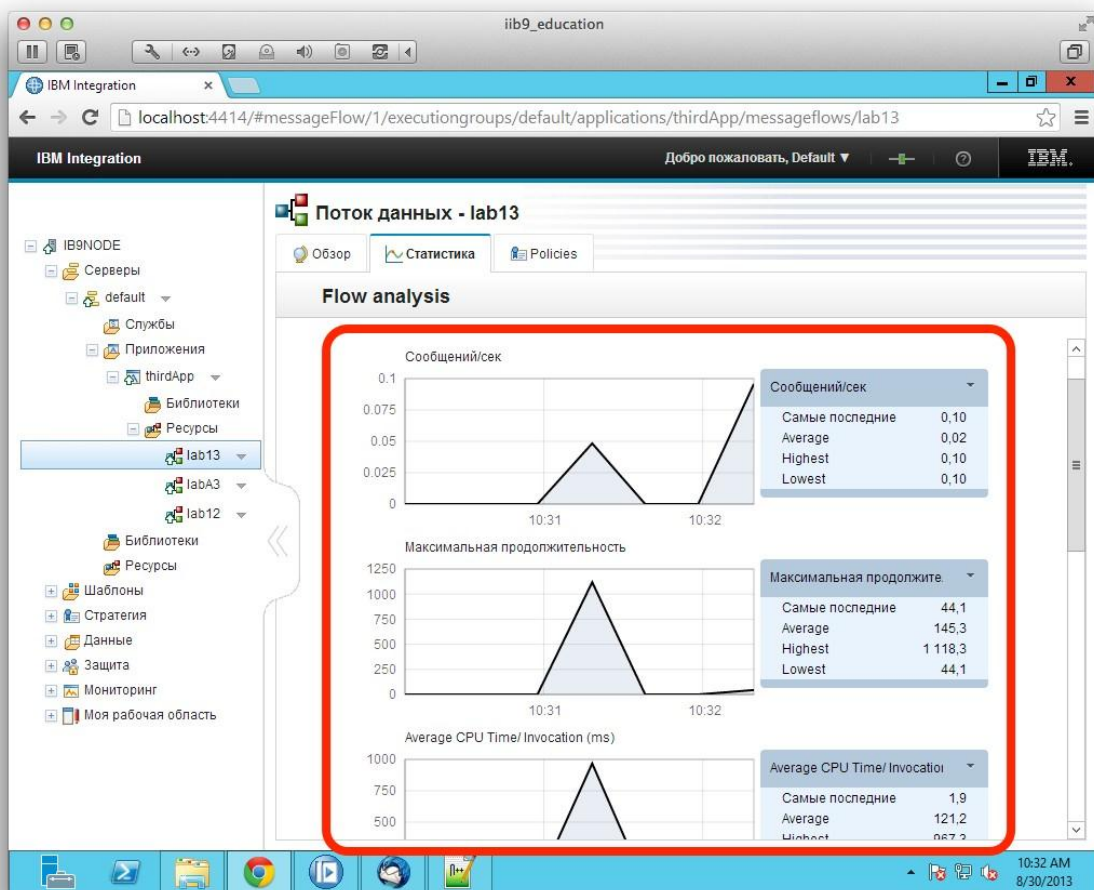 iib9_education
IBM Integration
localhost:4414/#messageFlow/1/executiongroups/default/applications/thirdApp/messageflows/lab13
IBM Integration
Добро пожаловать, Default
IBM.
IB9NODE
Серверы
default
Службы
Приложения
thirdApp
Библиотеки
Ресурсы
lab13
labA3
lab12
Библиотеки
Ресурсы
Шаблоны
Стратегия
Данные
Защита
Мониторинг
Моя рабочая область
Поток данных - lab13
Обзор
Статистика
Policies
Flow analysis
Сообщений/сек
0.1
0.075
0.05
0.025
0
10:31 10:32
Сообщений/сек
Самые последние 0,10
Average 0,02
Highest 0,10
Lowest 0,10
Максимальная продолжительность
1250
1000
750
500
250
0
10:31 10:32
Максимальная продолжите.
Самые последние 44,1
Average 145,3
Highest 1 118,3
Lowest 44,1
Average CPU Time/ Invocation (ms)
1000
750
500
Average CPU Time/ Invocatio
Самые последние 1,9
Average 121,2
Highest 967,3
N++
10:32 AM
8/30/2013